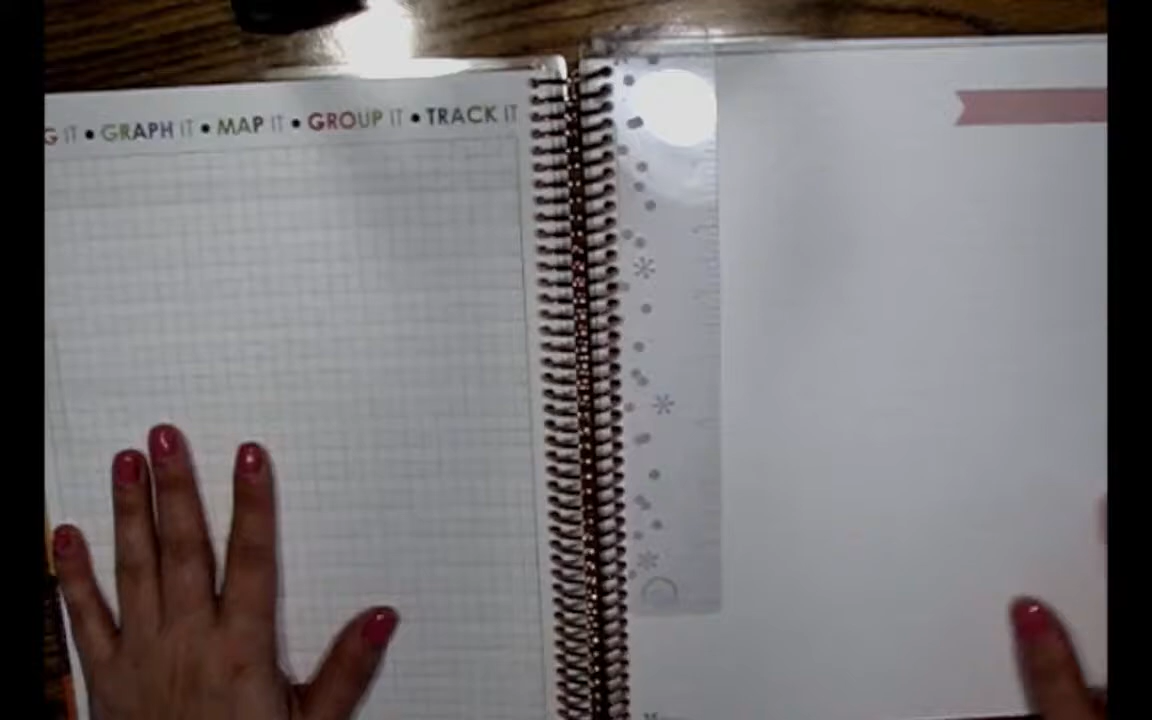 G IT • GRAPH IT • MAP IT • GROUP IT • TRACK IT